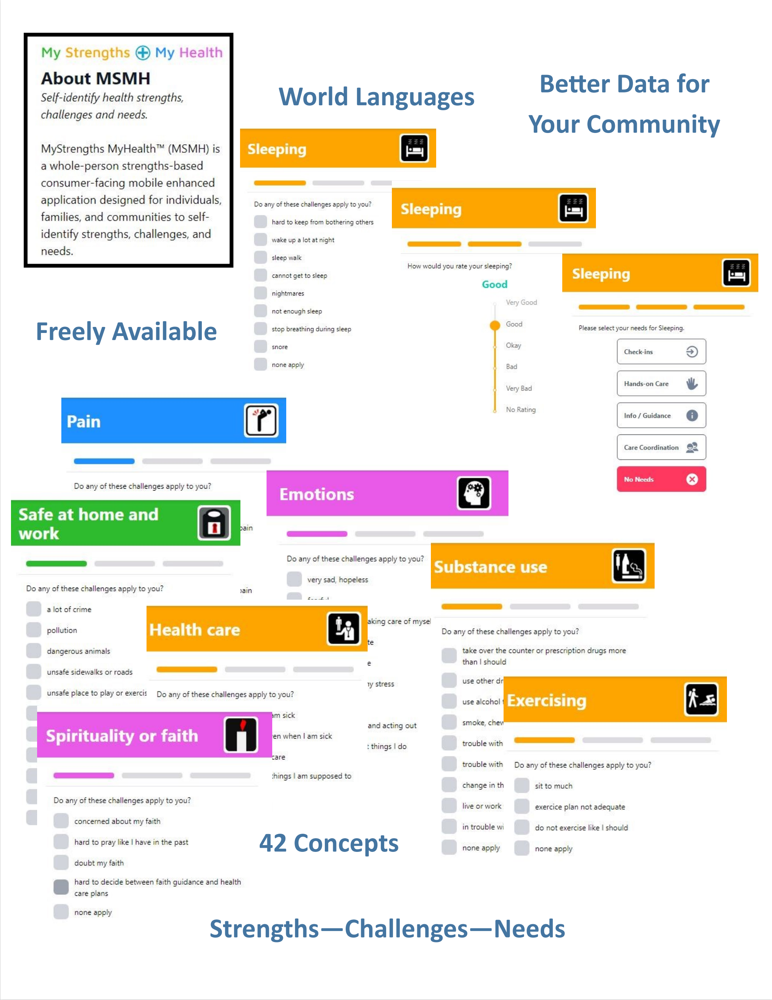 My Strengths My Health
About MSMH
Self-identify health strengths,
challenges and needs.
MyStrengths MyHealth™ (MSMH) is
a whole-person strengths-based
consumer-facing mobile enhanced
application designed for individuals,
families, and communities to self-
identify strengths, challenges, and
needs.
World Languages
Better Data for
Your Community
Freely Available
Sleeping
Do any of these challenges apply to you?
hard to keep from bothering others
wake up a lot at night
sleep walk
cannot get to sleep
nightmares
not enough sleep
stop breathing during sleep
snore
none apply
Sleeping
How would you rate your sleeping?
Good
Very Good
Good
Okay
Bad
Very Bad
No Rating
Sleeping
Please select your needs for Sleeping.
Check-ins
Hands-on Care
Info / Guidance
Care Coordination
No Needs
Pain
Do any of these challenges apply to you?
pain
pain
Safe at home and
work
Do any of these challenges apply to you?
a lot of crime
pollution
dangerous animals
unsafe sidewalks or roads
unsafe place to play or exercis
Emotions
Do any of these challenges apply to you?
very sad, hopeless
aking care of mysel
te
e
ny stress
and acting out
t things I do
Health care
Do any of these challenges apply to you?
am sick
en when I am sick
care
things I am supposed to
Substance use
Do any of these challenges apply to you?
take over the counter or prescription drugs more
than I should
use other dr
use alcohol
smoke, chew
trouble with
trouble with
change in th
live or work
in trouble wi
none apply
Exercising
Do any of these challenges apply to you?
sit to much
exercice plan not adequate
do not exercise like I should
none apply
Spirituality or faith
Do any of these challenges apply to you?
concerned about my faith
hard to pray like I have in the past
doubt my faith
hard to decide between faith guidance and health
care plans
none apply
42 Concepts
Strengths—Challenges—Needs